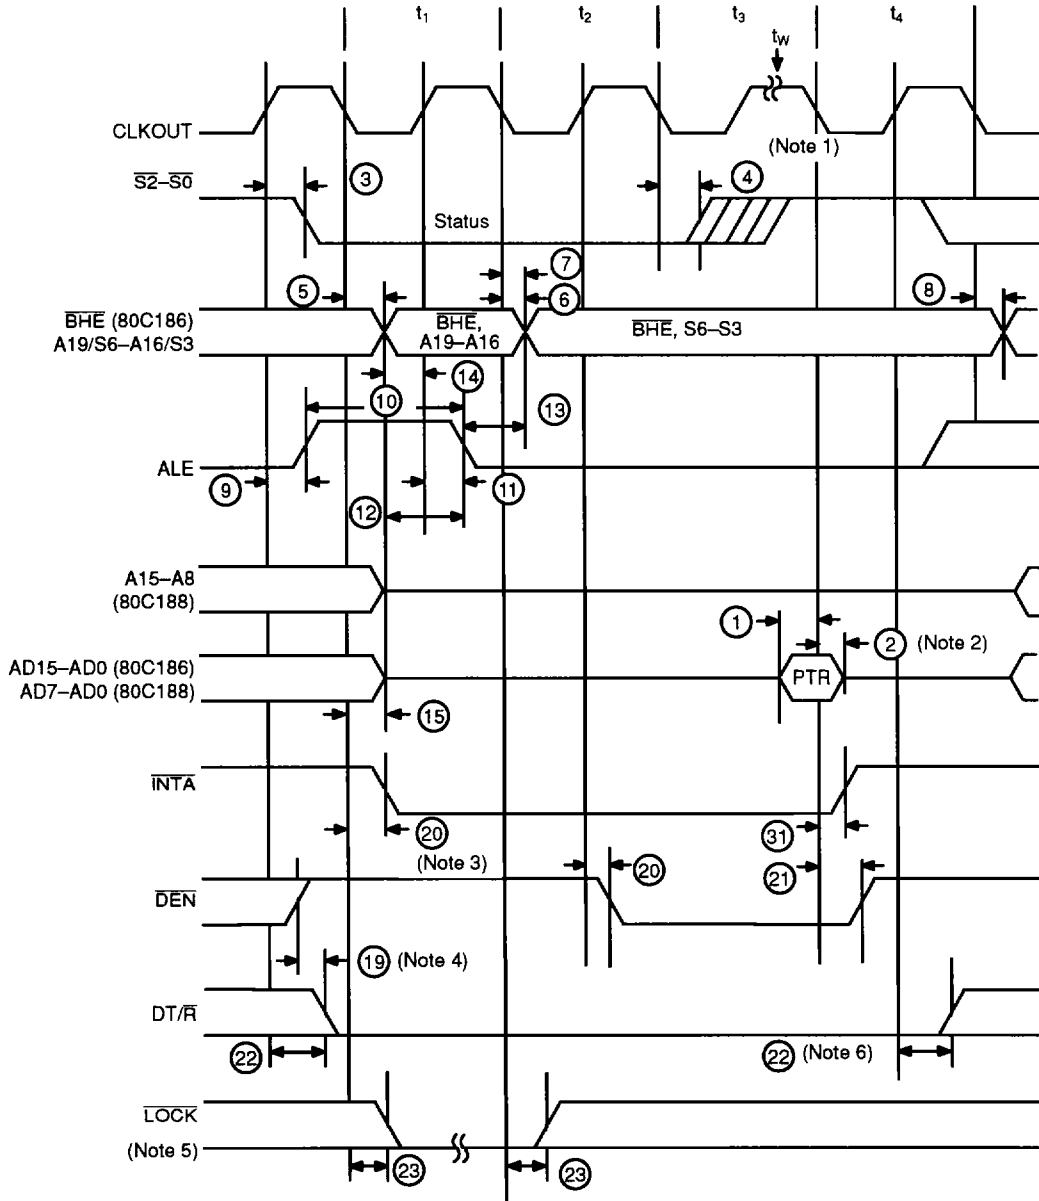 t1 t2 t3 t4
tW
CLKOUT
(Note 1)
S2–S0
3
4
Status
7
5
6
8
BHE (80C186)
A19/S6–A16/S3
BHE,
A19–A16
BHE, S6–S3
14
10
13
ALE
9
11
12
A15–A8
(80C188)
1
2 (Note 2)
AD15–AD0 (80C186)
AD7–AD0 (80C188)
PTR
15
INTA
20
(Note 3)
31
20
21
DEN
19 (Note 4)
DT/R
22
22 (Note 6)
LOCK
(Note 5)
23
23